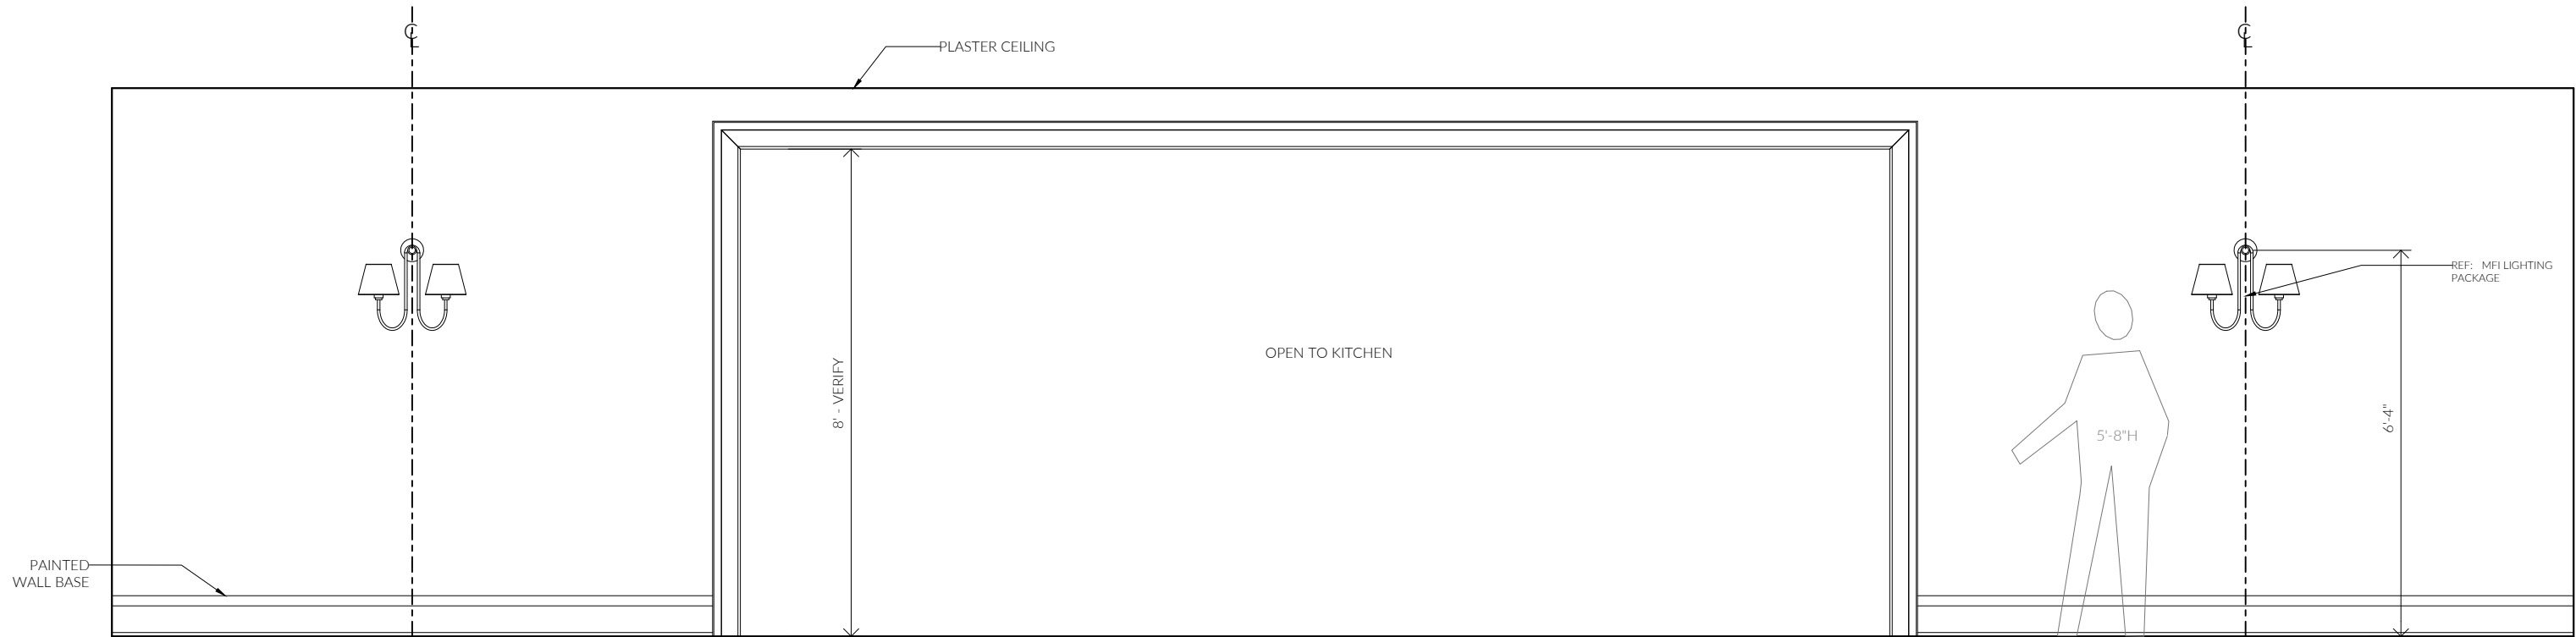 ℄
℄
PLASTER CEILING
REF: MFI LIGHTING
PACKAGE
OPEN TO KITCHEN
8' - VERIFY
6'-4"
5'-8"H
PAINTED
WALL BASE